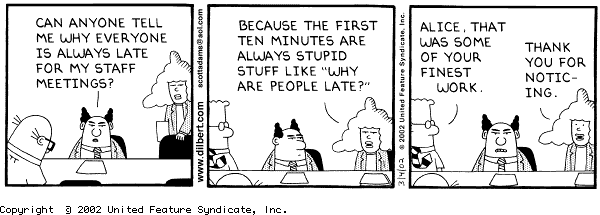 CAN ANYONE TELL
ME WHY EVERYONE
IS ALWAYS LATE
FOR MY STAFF
MEETINGS?
www.dilbert.com
scottadams@aol.com
BECAUSE THE FIRST
TEN MINUTES ARE
ALWAYS STUPID
STUFF LIKE "WHY
ARE PEOPLE LATE?"
3/4/02 © 2002 United Feature Syndicate, Inc.
ALICE, THAT
WAS SOME
OF YOUR
FINEST
WORK.
THANK
YOU FOR
NOTIC-
ING.
Copyright © 2002 United Feature Syndicate, Inc.